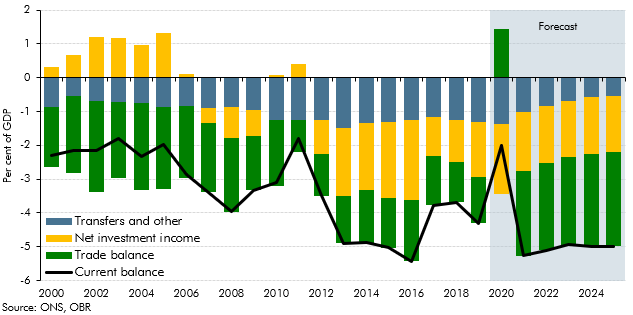 Forecast
Per cent of GDP
2
1
0
-1
-2
-3
-4
-5
-6
Transfers and other
Net investment income
Trade balance
Current balance
2000 2002 2004 2006 2008 2010 2012 2014 2016 2018 2020 2022 2024
Source: ONS, OBR